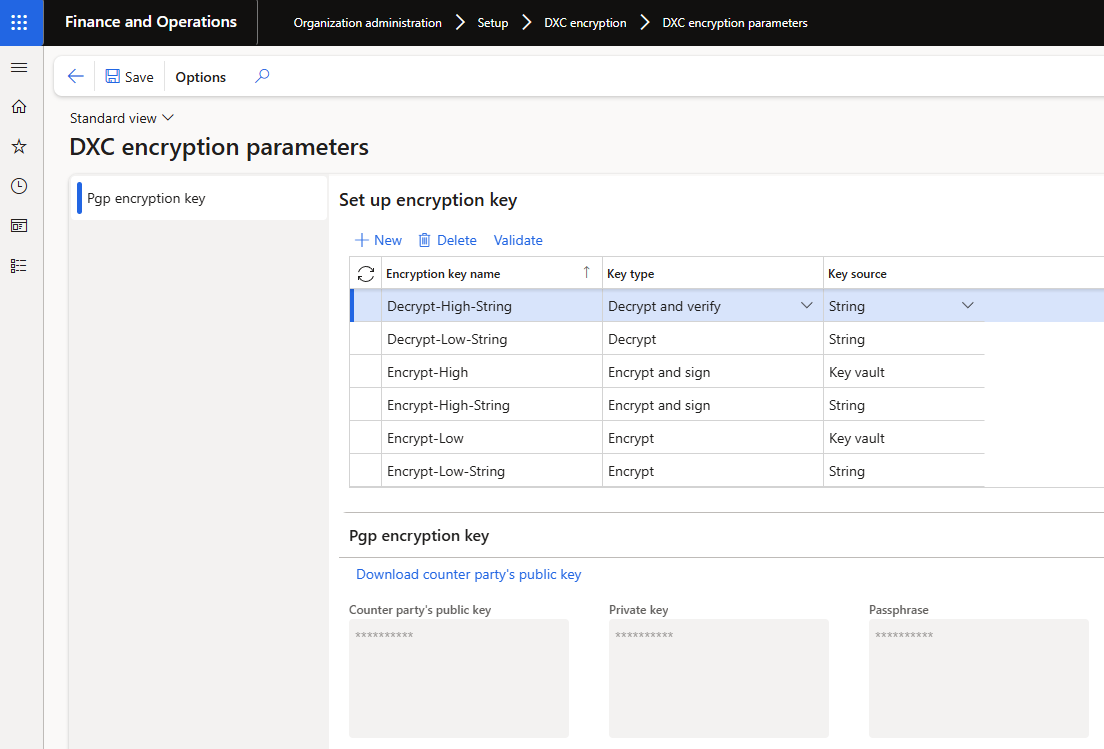 Finance and Operations
Organization administration > Setup > DXC encryption > DXC encryption parameters
Save Options
Standard view
DXC encryption parameters
Pgp encryption key
Set up encryption key
New Delete Validate
Encryption key name Key type Key source
Decrypt-High-String Decrypt and verify String
Decrypt-Low-String Decrypt String
Encrypt-High Encrypt and sign Key vault
Encrypt-High-String Encrypt and sign String
Encrypt-Low Encrypt Key vault
Encrypt-Low-String Encrypt String
Pgp encryption key
Download counter party's public key
Counter party's public key Private key Passphrase
********** ********** **********